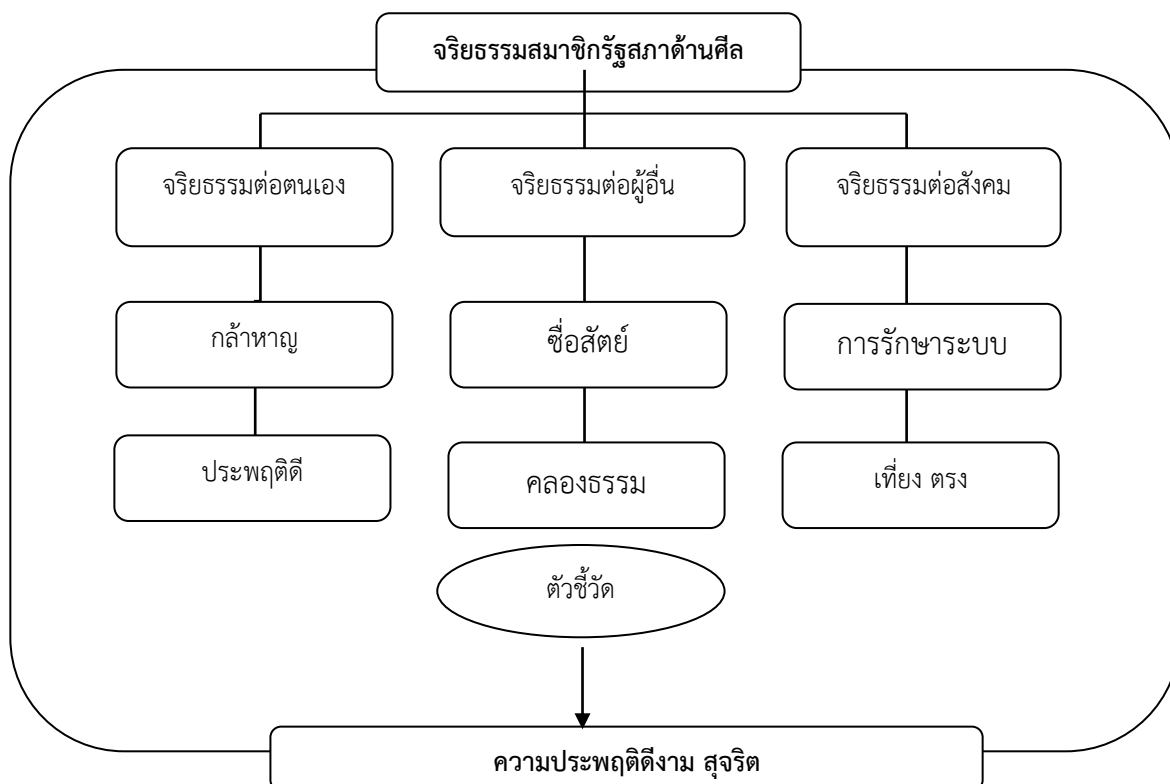 จริยธรรมสมาชิกรัฐสภาด้านศีล
จริยธรรมต่อตนเอง
จริยธรรมต่อผู้อื่น
จริยธรรมต่อสังคม
กล้าหาญ
ซื่อสัตย์
การรักษาระบบ
ประพฤติดี
คลองธรรม
เที่ยง ตรง
ตัวชี้วัด
ความประพฤติดีงาม สุจริต